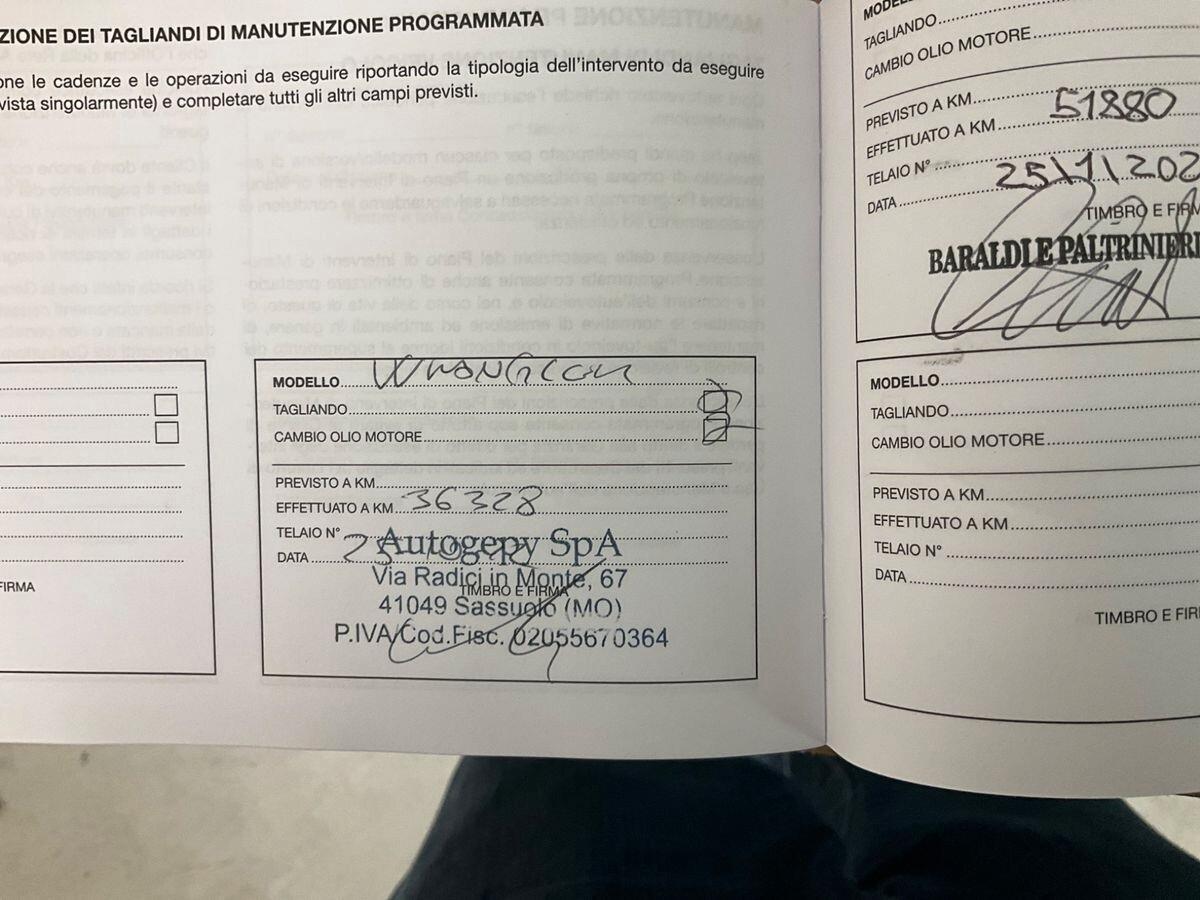 ZIONE DEI TAGLIANDI DI MANUTENZIONE PROGRAMMATA
one le cadenze e le operazioni da eseguire riportando la tipologia dell'intervento da eseguire
vista singolarmente) e completare tutti gli altri campi previsti.
FIRMA
MODELLO
TAGLIANDO
CAMBIO OLIO MOTORE
PREVISTO A KM
EFFETTUATO A KM 36328
TELAIO N°
DATA
Autogepy SpA
Via Radici in Monte, 67
TIMBRO E FIRMA
41049 Sassuolo (MO)
P.IVA/Cod.Fisc. 02055670364
MODEL
TAGLIANDO
CAMBIO OLIO MOTORE
PREVISTO A KM
EFFETTUATO A KM 51880
TELAIO N°
DATA 25\1\202
TIMBRO E FIRM
BARALDI E PALTRINIERI
MODELLO
TAGLIANDO
CAMBIO OLIO MOTORE
PREVISTO A KM
EFFETTUATO A KM
TELAIO N°
DATA
TIMBRO E FIR